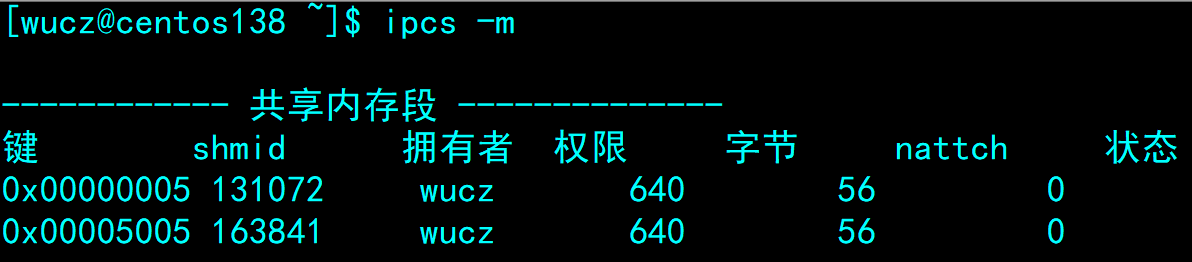 [wucz@centos138 ~]$ ipcs -m
------------ 共享内存段 --------------
键 shmid 拥有者 权限 字节 nattch 状态
0x00000005 131072 wucz 640 56 0
0x00005005 163841 wucz 640 56 0